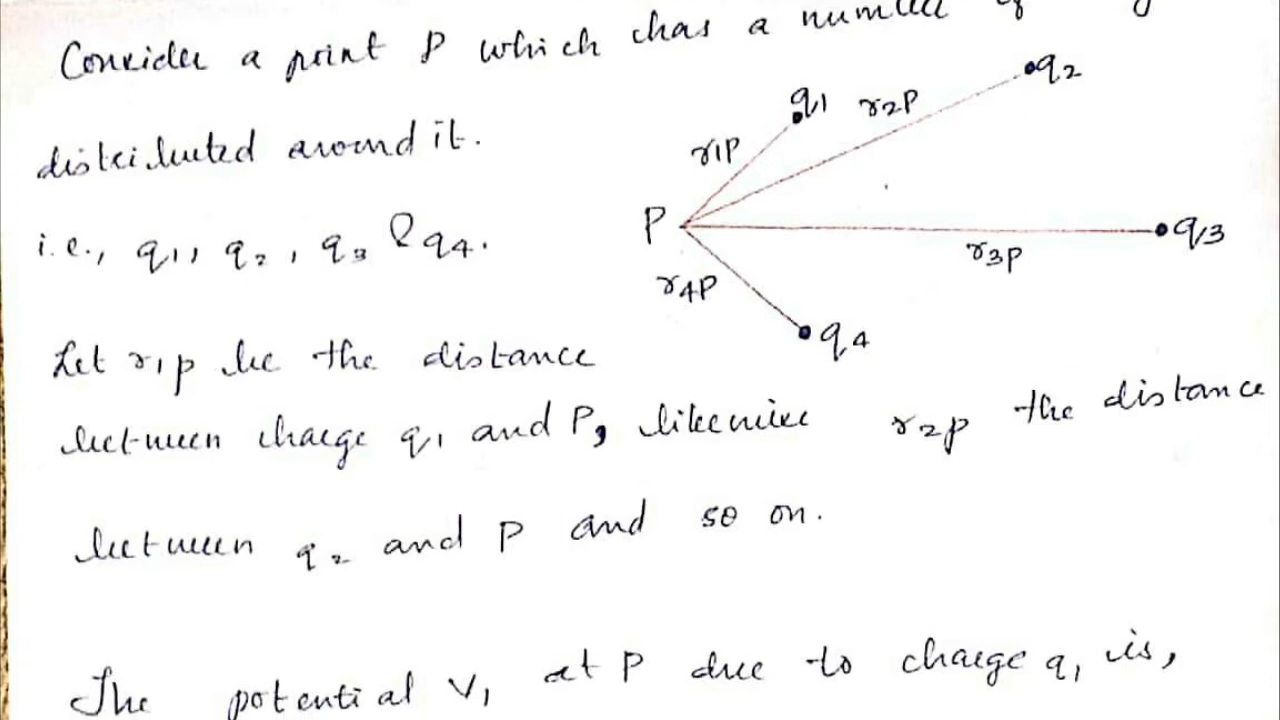 Consider a point P which has a number of
distributed around it.
i.e., q1, q2, q3 & q4.
q1
q2
r1P
r2P
P
q3
r3P
r4P
q4
Let r1p be the distance
between charge q1 and P, likewise r2p the distance
between q2 and P and so on.
The potential V1 at P due to charge q1 is,